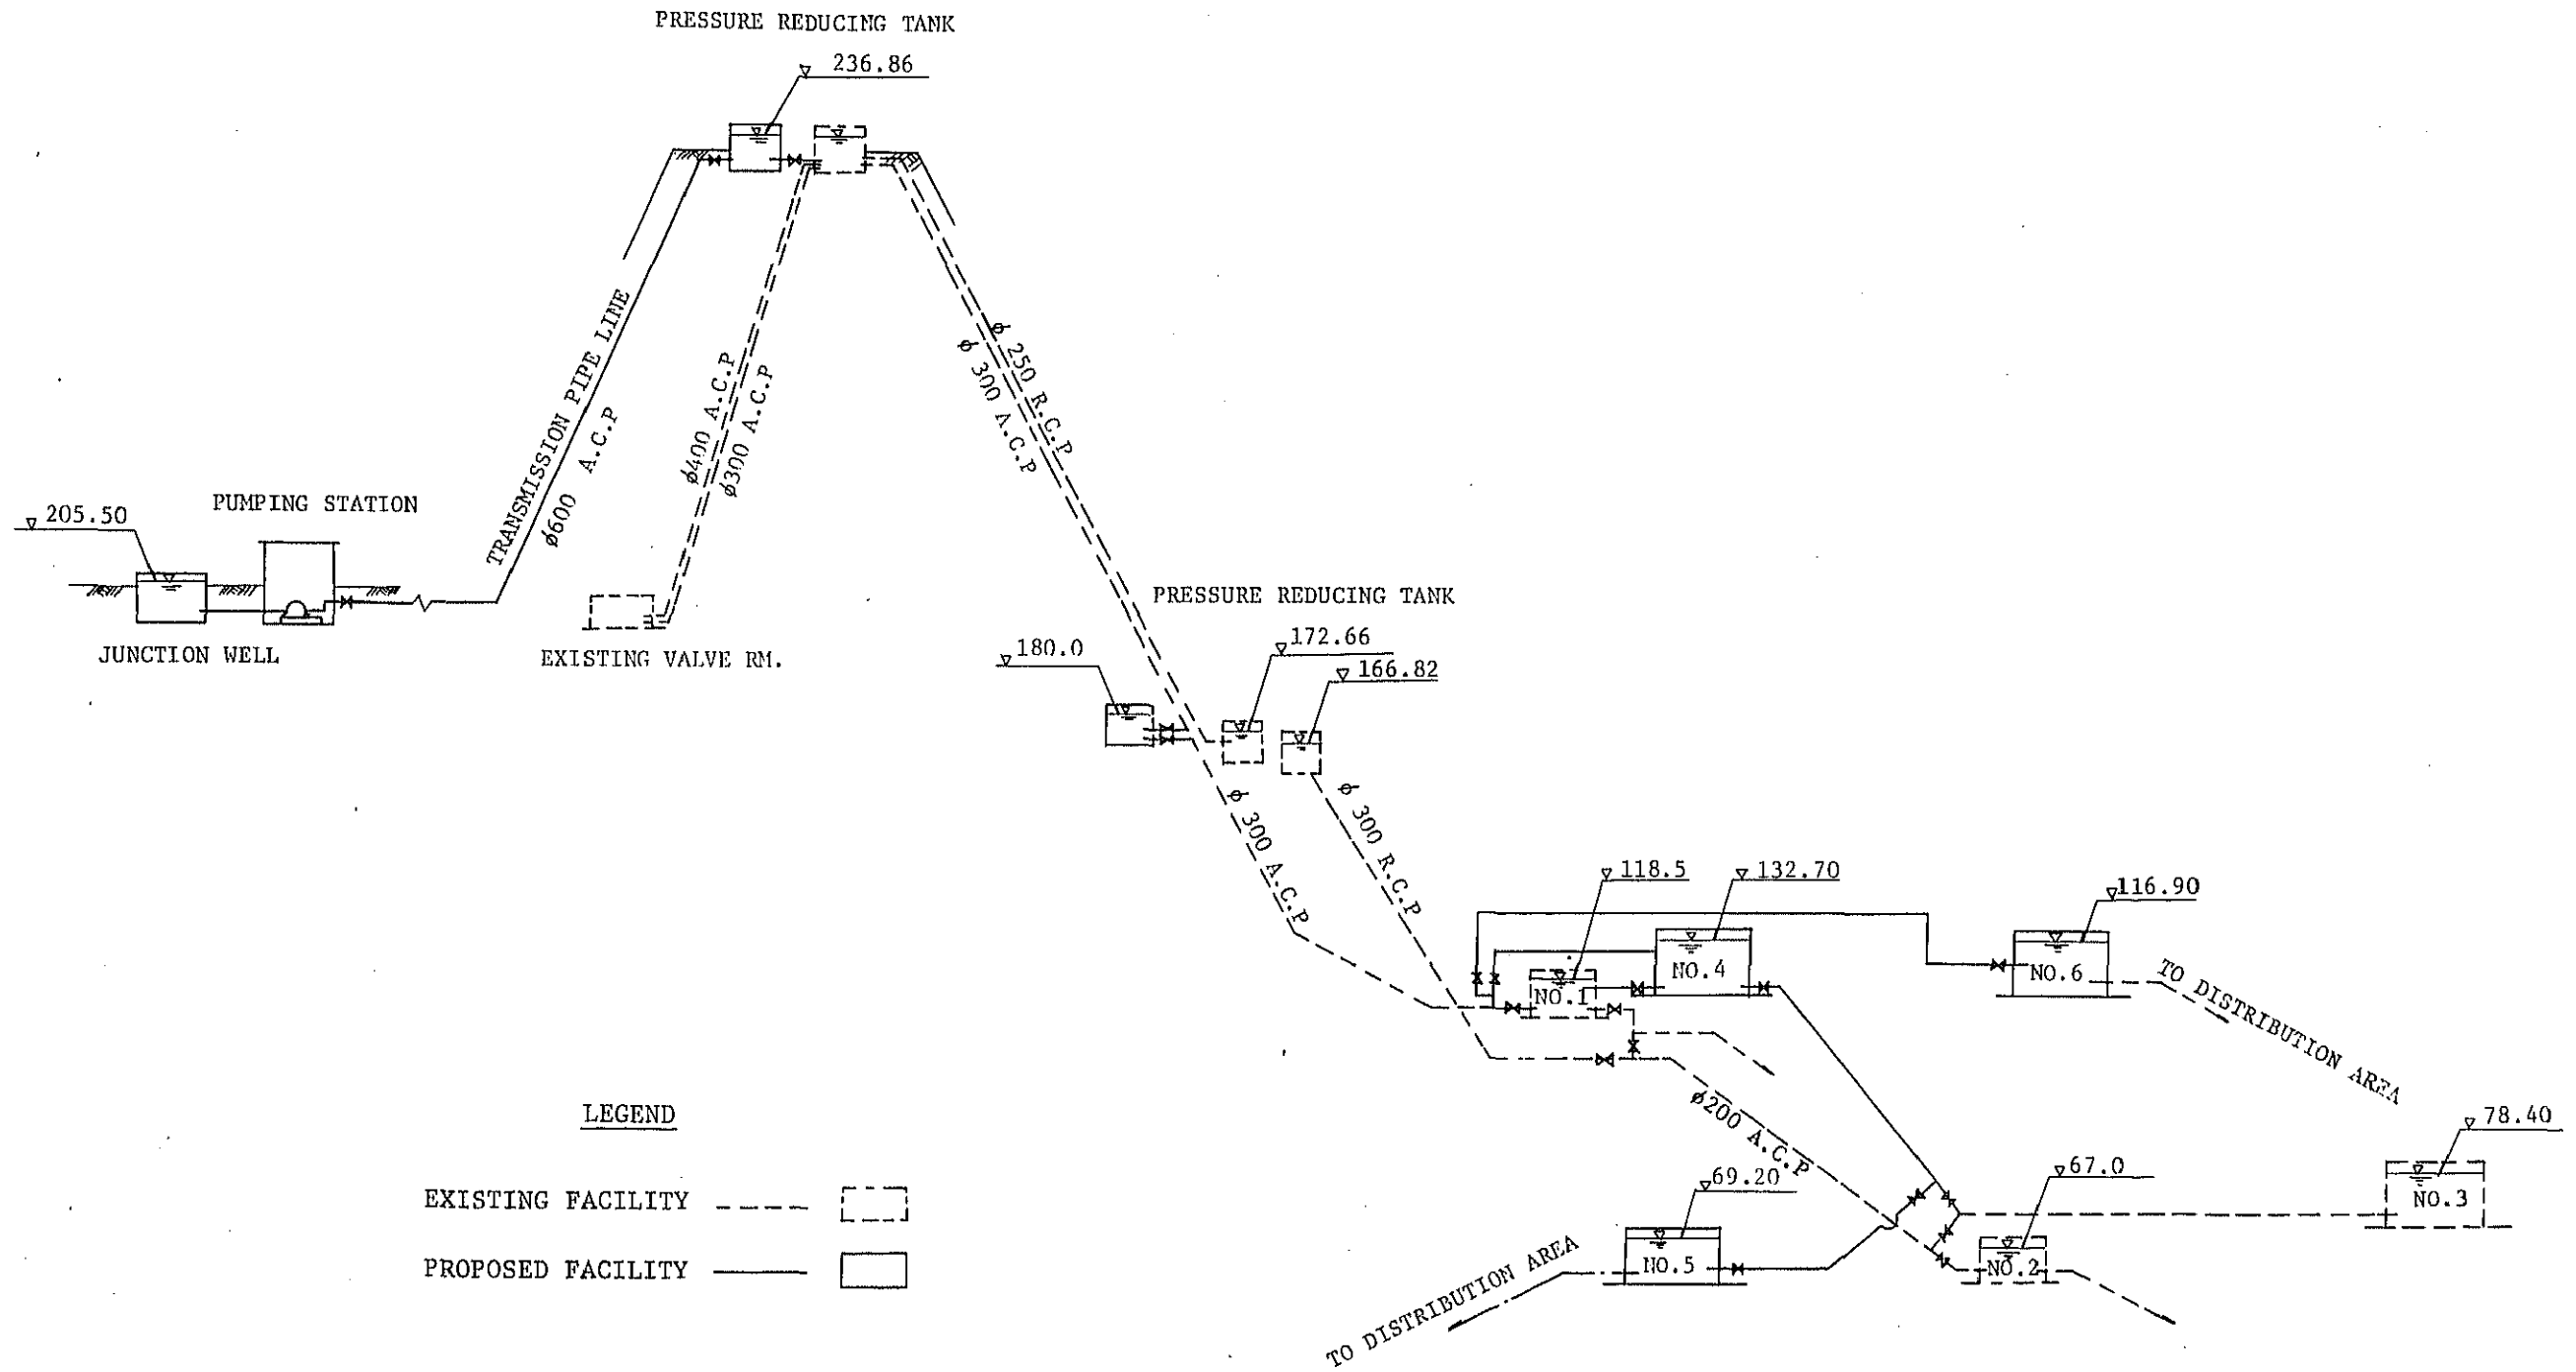 PRESSURE REDUCING TANK
236.86
TRANSMISSION PIPE LINE
φ600 A.C.P
φ400 A.C.P
φ300 A.C.P
φ 250 R.C.P
φ 300 A.C.P
205.50
PUMPING STATION
JUNCTION WELL
EXISTING VALVE RM.
PRESSURE REDUCING TANK
180.0
172.66
166.82
φ 300 A.C.P
φ 300 R.C.P
118.5
132.70
116.90
NO.1
NO.4
NO.6
TO DISTRIBUTION AREA
φ200 A.C.P
78.40
NO.3
69.20
67.0
NO.5
NO.2
TO DISTRIBUTION AREA
LEGEND
EXISTING FACILITY
PROPOSED FACILITY